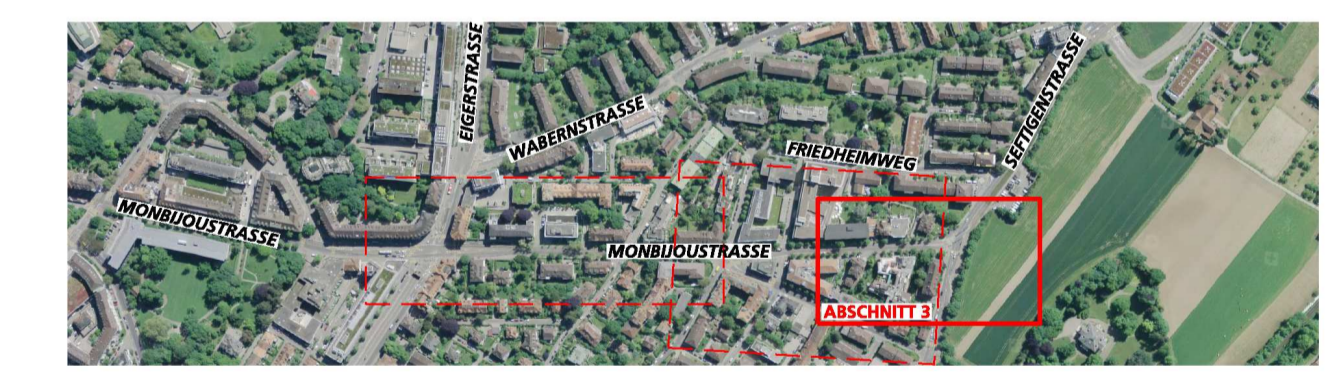 EIGERSTRASSE
WABERNSTRASSE
FRIEDHEIMWEG
SEFTIGENSTRASSE
MONBIJOUSTRASSE
MONBIJOUSTRASSE
ABSCHNITT 3